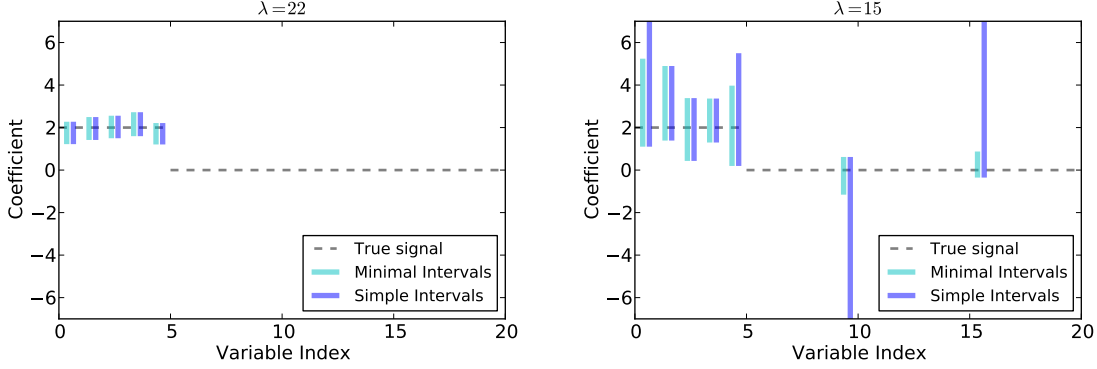 λ=22
6
4
2
0
−2
−4
−6
Coefficient
True signal
Minimal Intervals
Simple Intervals
0 5 10 15 20
Variable Index
λ=15
6
4
2
0
−2
−4
−6
Coefficient
True signal
Minimal Intervals
Simple Intervals
0 5 10 15 20
Variable Index